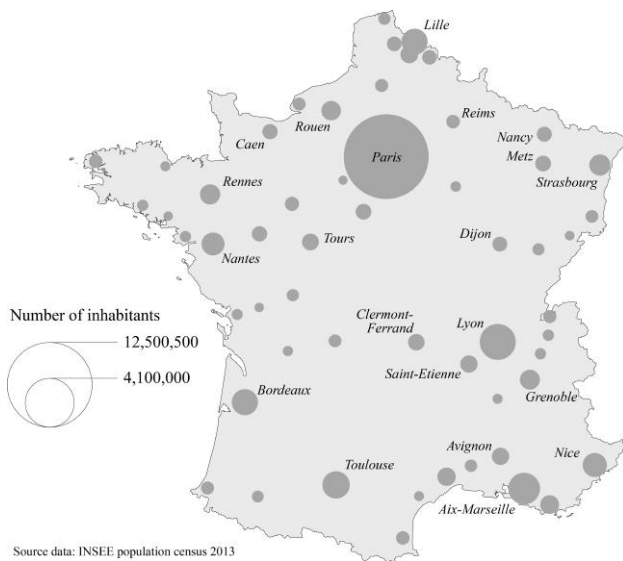 Lille
Reims
Rouen
Caen
Nancy
Metz
Paris
Strasbourg
Rennes
Tours
Dijon
Nantes
Number of inhabitants
12,500,500
4,100,000
Clermont-
Ferrand
Lyon
Saint-Etienne
Grenoble
Bordeaux
Avignon
Nice
Toulouse
Aix-Marseille
Source data: INSEE population census 2013